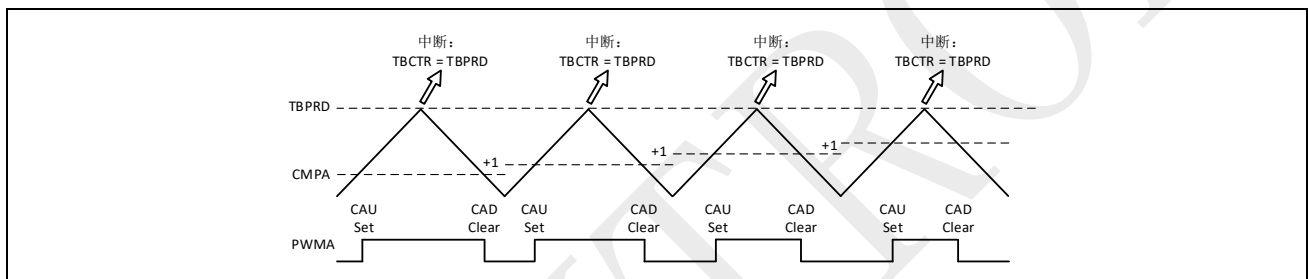 中断: 中断: 中断: 中断:
TBCTR = TBPRD TBCTR = TBPRD TBCTR = TBPRD TBCTR = TBPRD
TBPRD
+1 +1 +1
CMPA
CAU CAD CAU CAD CAU CAD CAU CAD
Set Clear Set Clear Set Clear Set Clear
PWMA